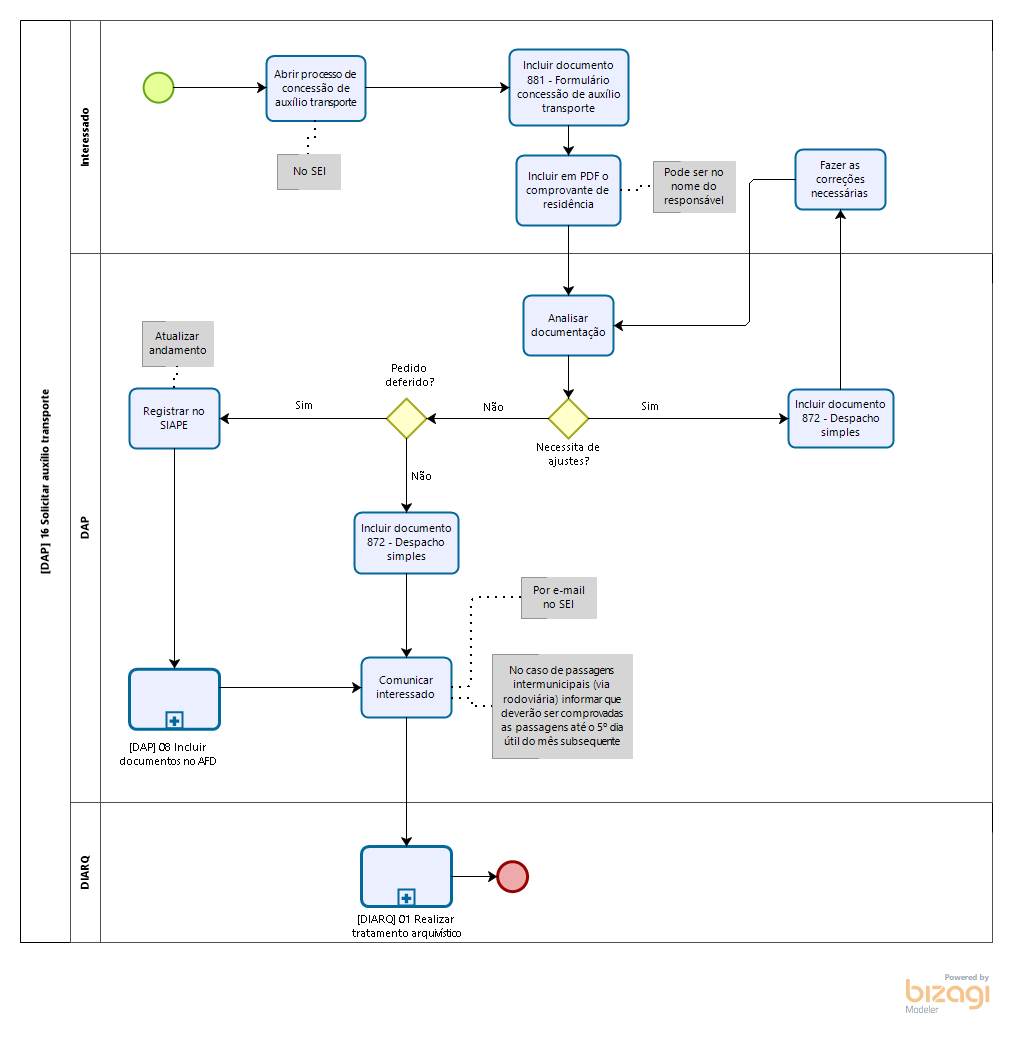 [DAP] 16 Solicitar auxílio transporte
Interessado
Abrir processo de
concessão de
auxílio transporte
No SEI
Incluir documento
881 - Formulário
concessão de auxílio
transporte
Incluir em PDF o
comprovante de
residência
Pode ser no
nome do
responsável
Fazer as
correções
necessárias
DAP
Analisar
documentação
Atualizar
andamento
Registrar no
SIAPE
Sim
Pedido
deferido?
Não
Necessita de
ajustes?
Sim
Incluir documento
872 - Despacho
simples
Não
Incluir documento
872 - Despacho
simples
Por e-mail
no SEI
Comunicar
interessado
No caso de passagens
intermunicipais (via
rodoviária) informar que
deverão ser comprovadas
as passagens até o 5º dia
útil do mês subsequente
[DAP] 08 Incluir
documentos no AFD
DIARQ
[DIARQ] 01 Realizar
tratamento arquivístico
Powered by
bizagi
Modeler